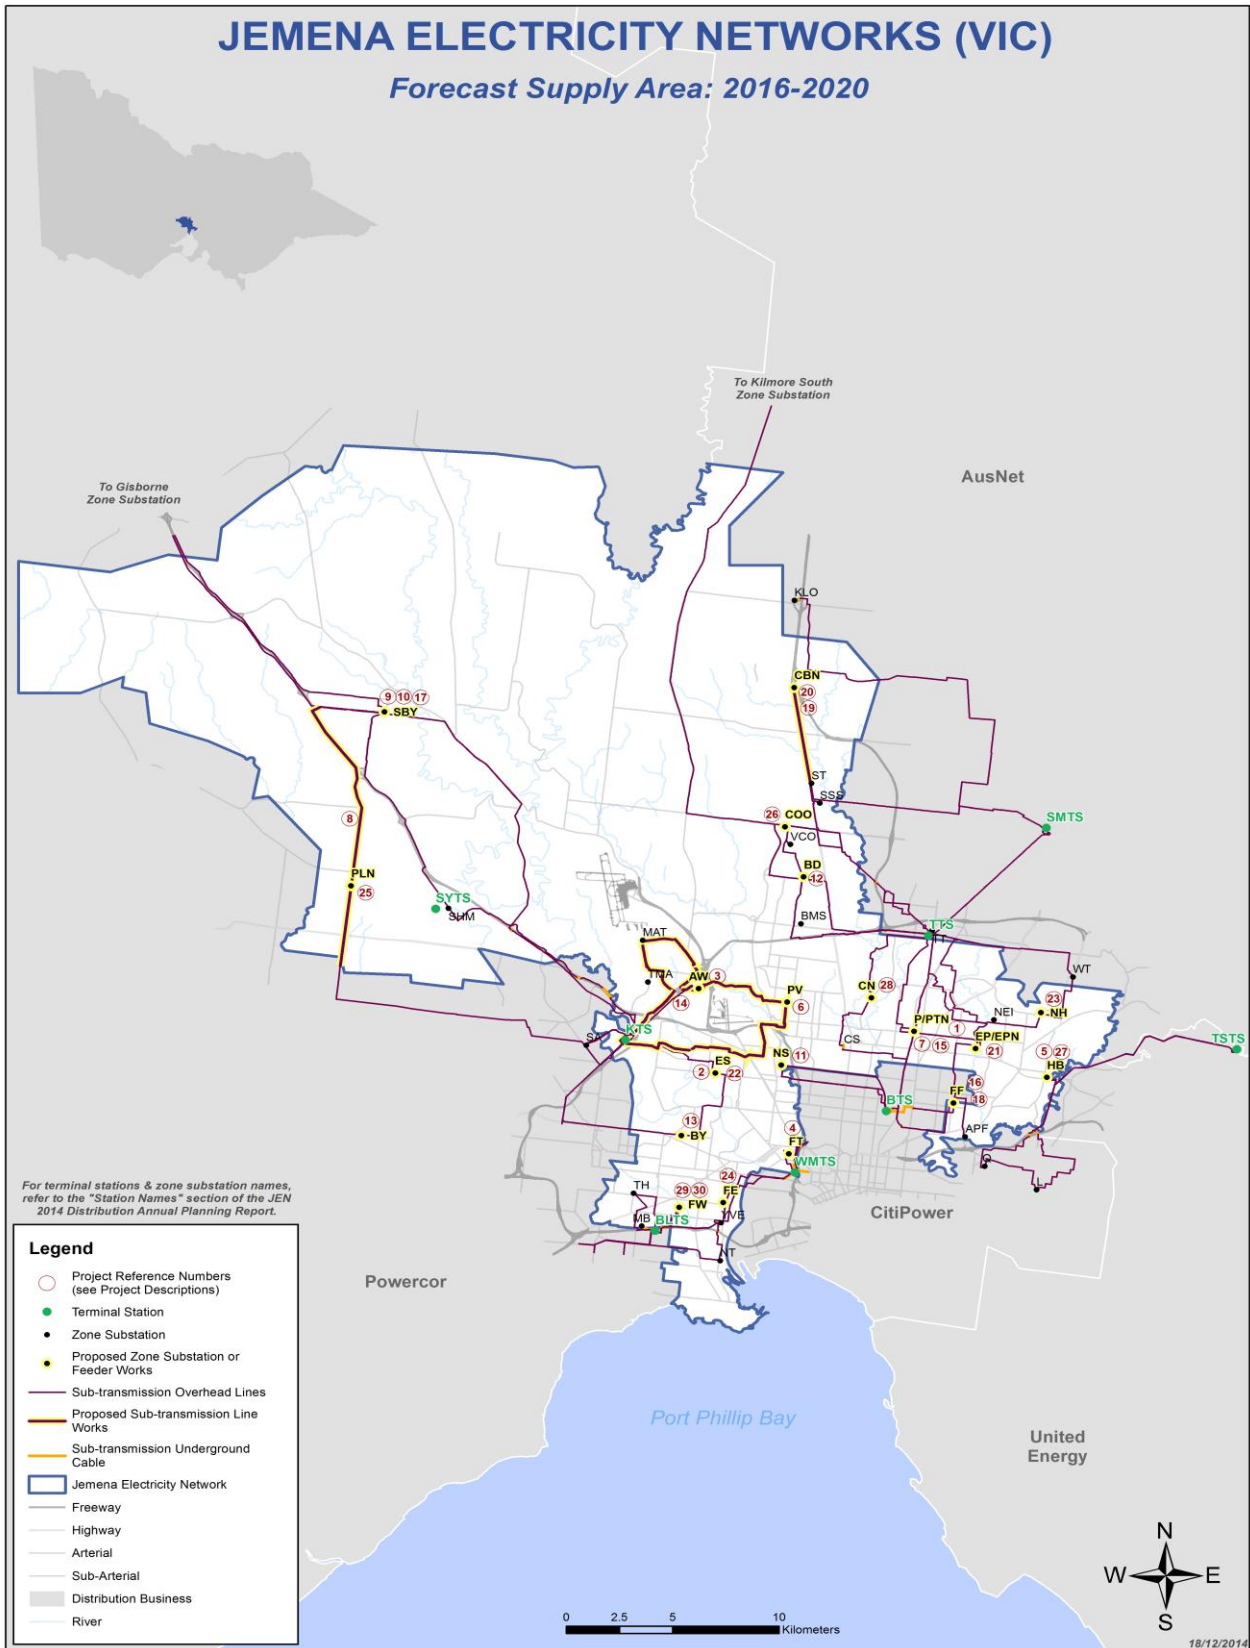 JEMENA ELECTRICITY NETWORKS (VIC)
Forecast Supply Area: 2016-2020
To Kilmore South
Zone Substation
AusNet
To Gisborne
Zone Substation
KLO
CBN
20
19
9 10 17
SBY
ST
SSS
8
26
COO
VCO
SMTS
BD
12
PLN
25
SYTS
SHM
BMS
TTS
TT
MAT
TMA
AW
3
14
WT
PV
6
CN
28
23
NH
P/PTN
1
NEI
7 15
EP/EPN
21
CS
KTS
SA
TSTS
NS
11
5 27
HB
ES
2
22
16
FF
18
BTS
13
BY
4
FT
APF
WMTS
Q
L
24
FE
TH
29 30
FW
MB
BLTS
YVE
NT
CitiPower
Powercor
For terminal stations & zone substation names,
refer to the "Station Names" section of the JEN
2014 Distribution Annual Planning Report.
Legend
Project Reference Numbers
(see Project Descriptions)
Terminal Station
Zone Substation
Proposed Zone Substation or
Feeder Works
Sub-transmission Overhead Lines
Proposed Sub-transmission Line
Works
Sub-transmission Underground
Cable
Jemena Electricity Network
Freeway
Highway
Arterial
Sub-Arterial
Distribution Business
River
Port Phillip Bay
United
Energy
N
W E
S
0 2.5 5 10
Kilometers
18/12/2014